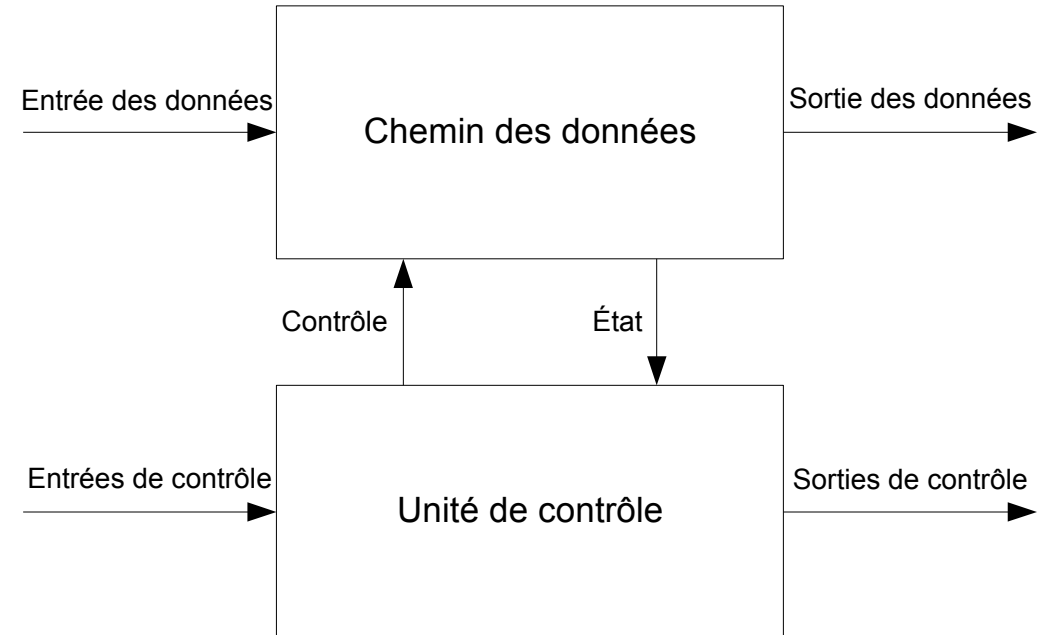 Entrée des données
Chemin des données
Sortie des données
Contrôle
État
Entrées de contrôle
Unité de contrôle
Sorties de contrôle